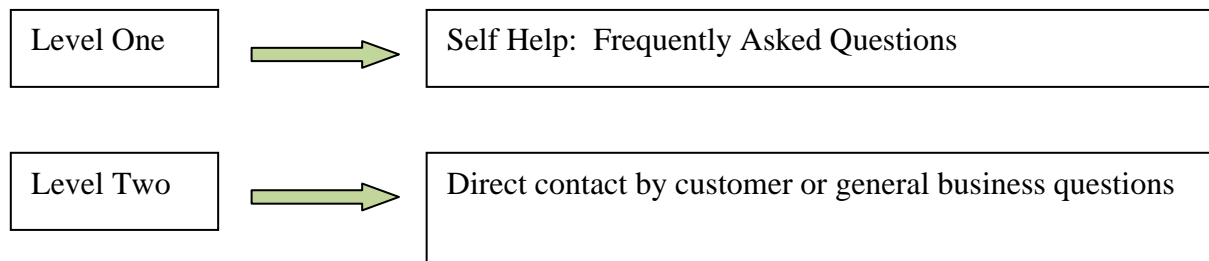 Level One
Self Help:  Frequently Asked Questions
Level Two
Direct contact by customer or general business questions